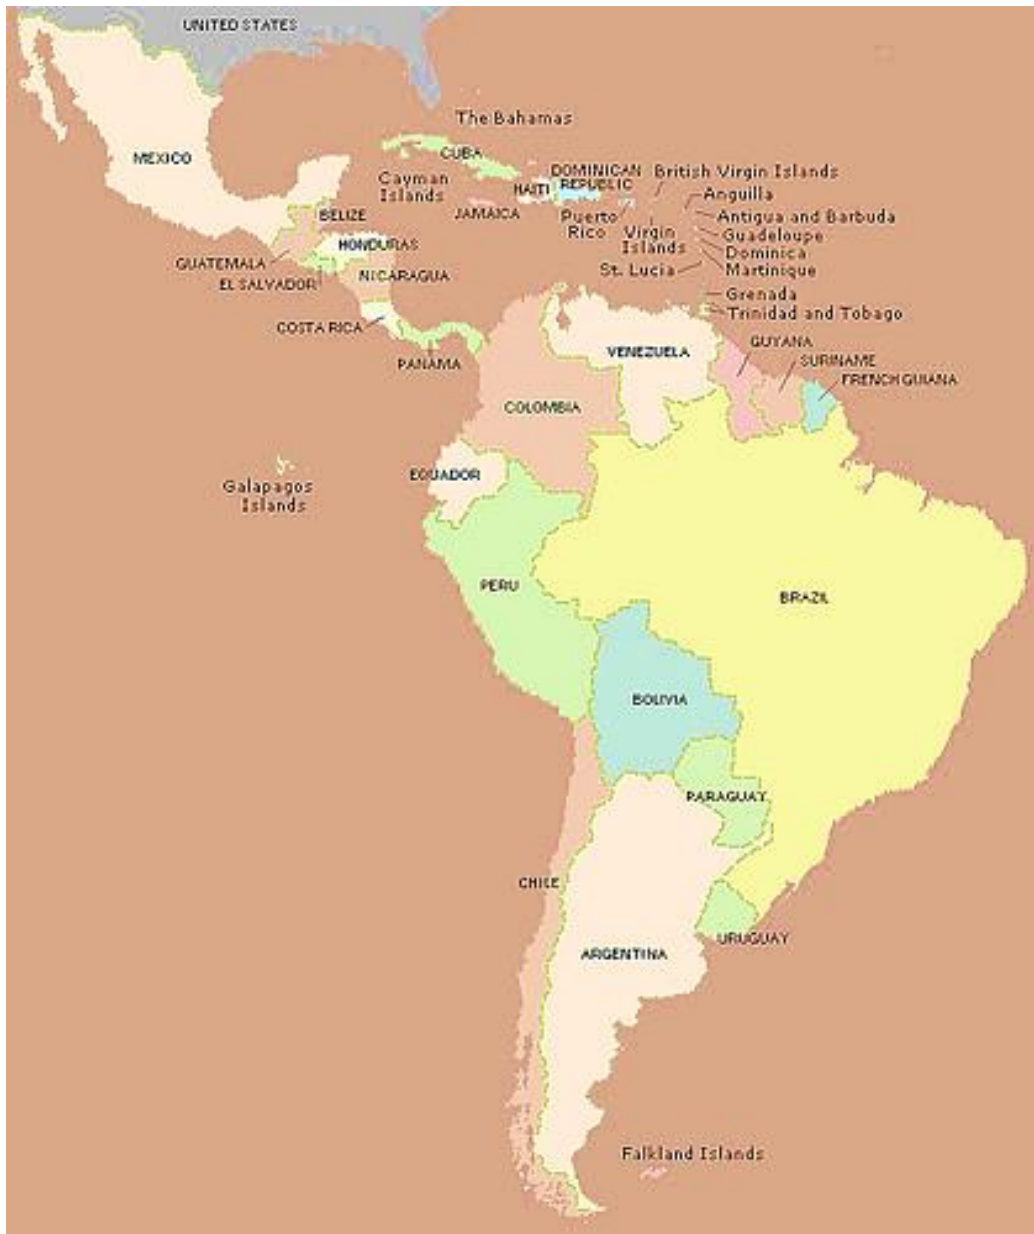 UNITED STATES
The Bahamas
MEXICO
CUBA
Cayman
Islands
DOMINICAN
REPUBLIC
HAITI
British Virgin Islands
Anguilla
JAMAICA
BELIZE
Puerto
Rico
Virgin
Islands
Antigua and Barbuda
Guadeloupe
Dominica
Martinique
HONDURAS
GUATEMALA
NICARAGUA
St. Lucia
EL SALVADOR
Grenada
Trinidad and Tobago
COSTA RICA
PANAMA
VENEZUELA
GUYANA
SURINAME
FRENCH GUIANA
COLOMBIA
ECUADOR
Galapagos
Islands
PERU
BRAZIL
BOLIVIA
PARAGUAY
CHILE
URUGUAY
ARGENTINA
Falkland Islands